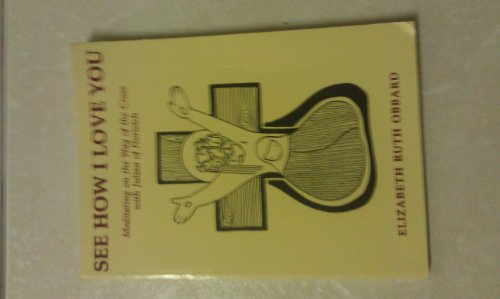 SEE HOW I LOVE YOU
Meditating on the Way of the Cross
with Julian of Norwich
ELIZABETH RUTH OBBARD